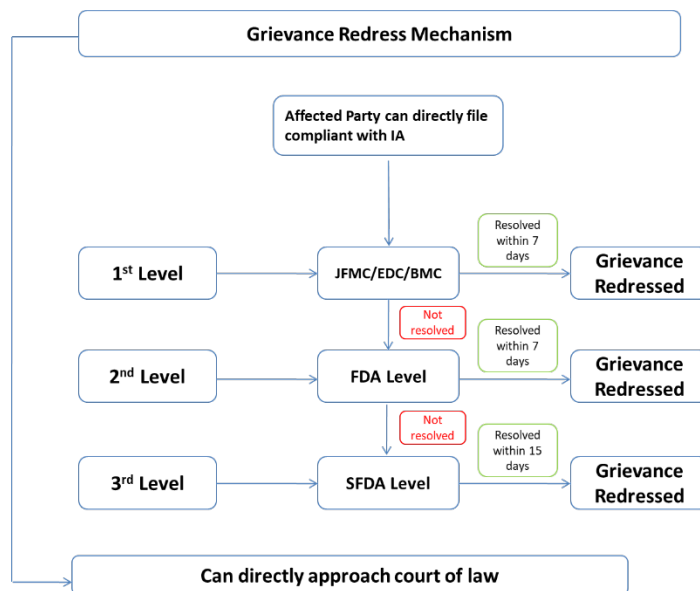 Grievance Redress Mechanism
Affected Party can directly file
compliant with IA
Resolved
within 7
days
1st Level
JFMC/EDC/BMC
Grievance
Redressed
Not
resolved
Resolved
within 7
days
2nd Level
FDA Level
Grievance
Redressed
Not
resolved
Resolved
within 15
days
3rd Level
SFDA Level
Grievance
Redressed
Can directly approach court of law